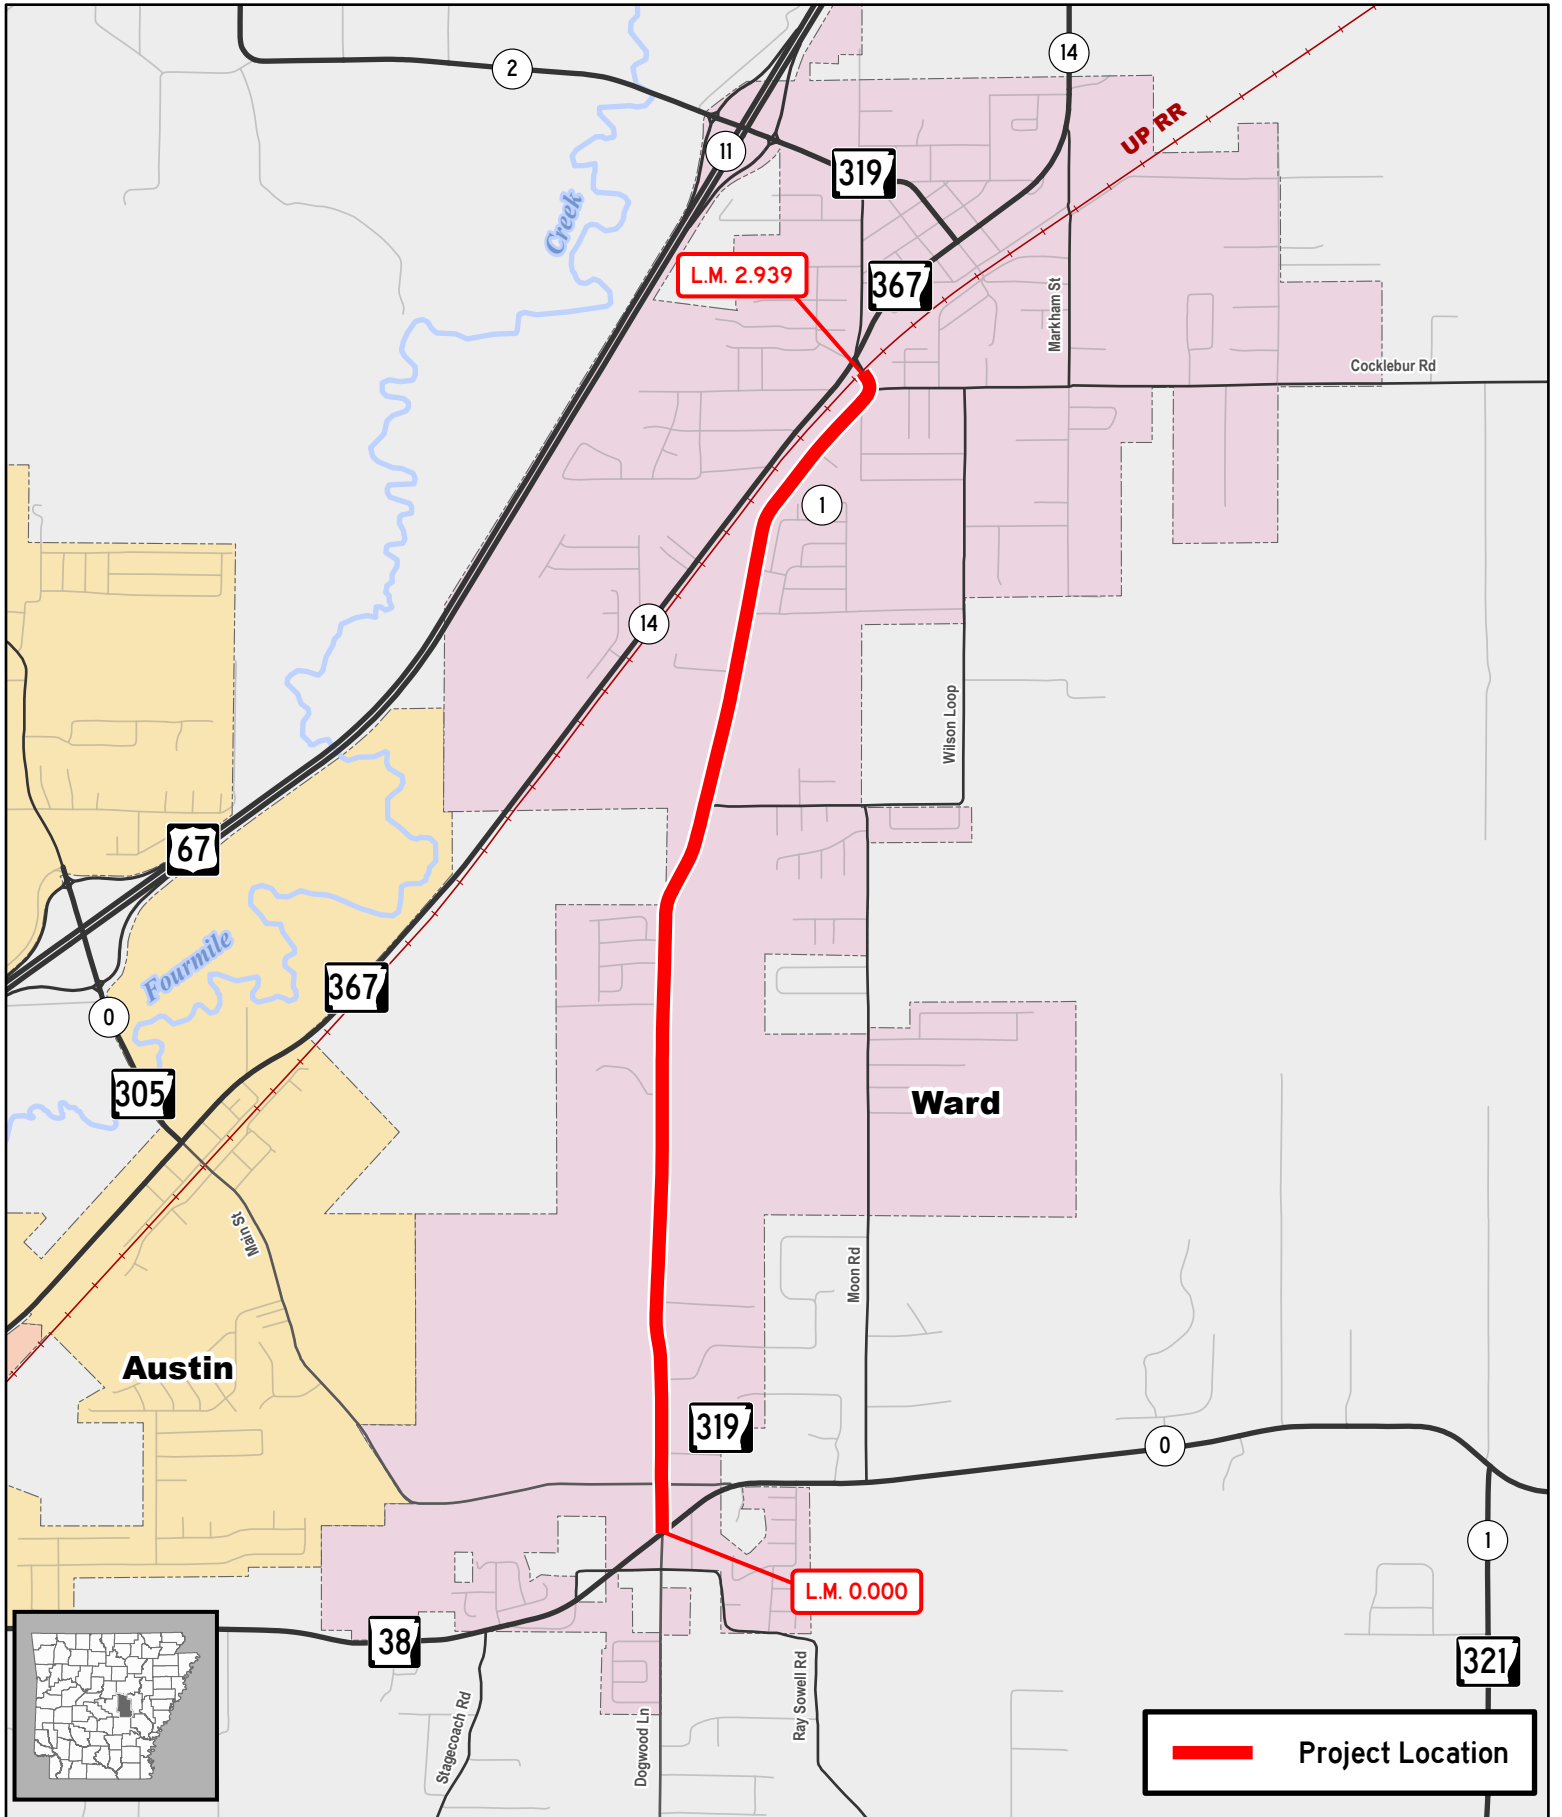 2
14
11
UP RR
319
Creek
L.M. 2.939
367
Markham St
Cocklebur Rd
1
14
Wilson Loop
67
Fourmile
367
0
305
Ward
Main St
Moon Rd
Austin
319
0
1
L.M. 0.000
38
321
Stagecoach Rd
Dogwood Ln
Ray Sowell Rd
Project Location